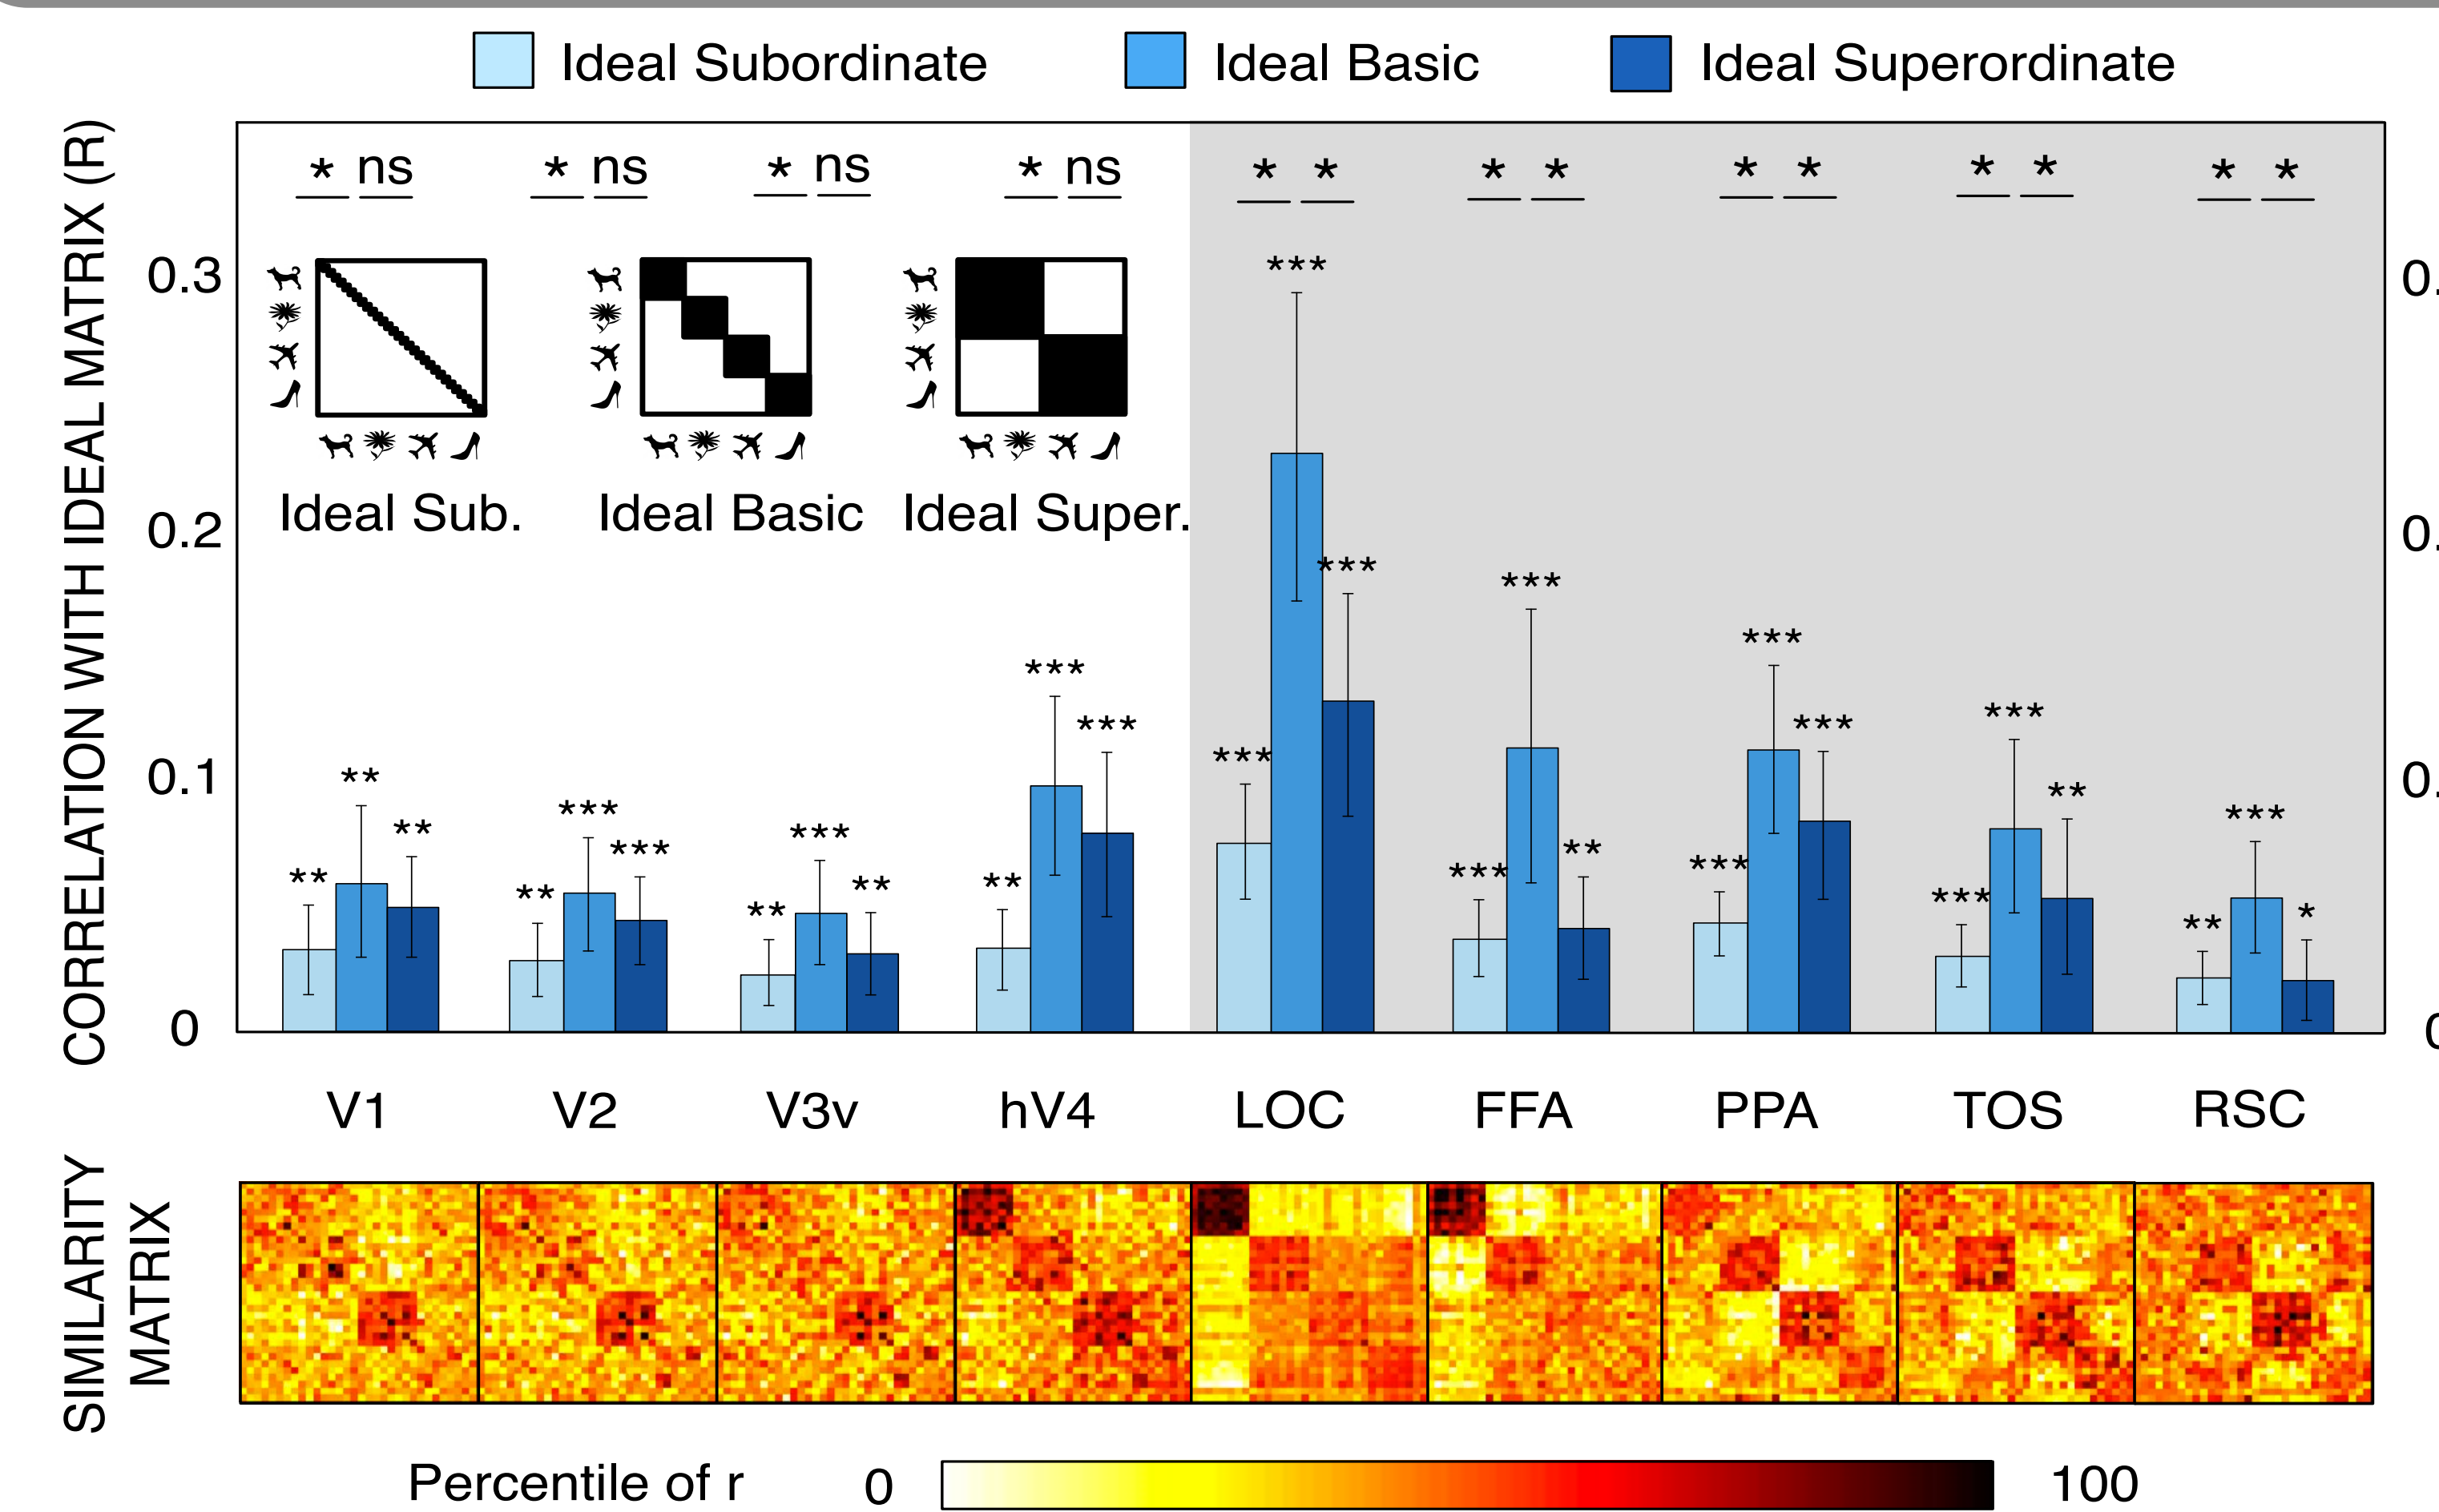 Ideal Subordinate Ideal Basic Ideal Superordinate
CORRELATION WITH IDEAL MATRIX (R)
* ns * ns * ns * ns * * * * * * * * * *
0.3
0.2
0.1
0
Ideal Sub. Ideal Basic Ideal Super.
** ** **
** *** ***
** *** **
** *** ***
*** *** ***
*** *** **
*** *** ***
*** *** **
** *** *
V1 V2 V3v hV4 LOC FFA PPA TOS RSC
SIMILARITY
MATRIX
Percentile of r 0 100